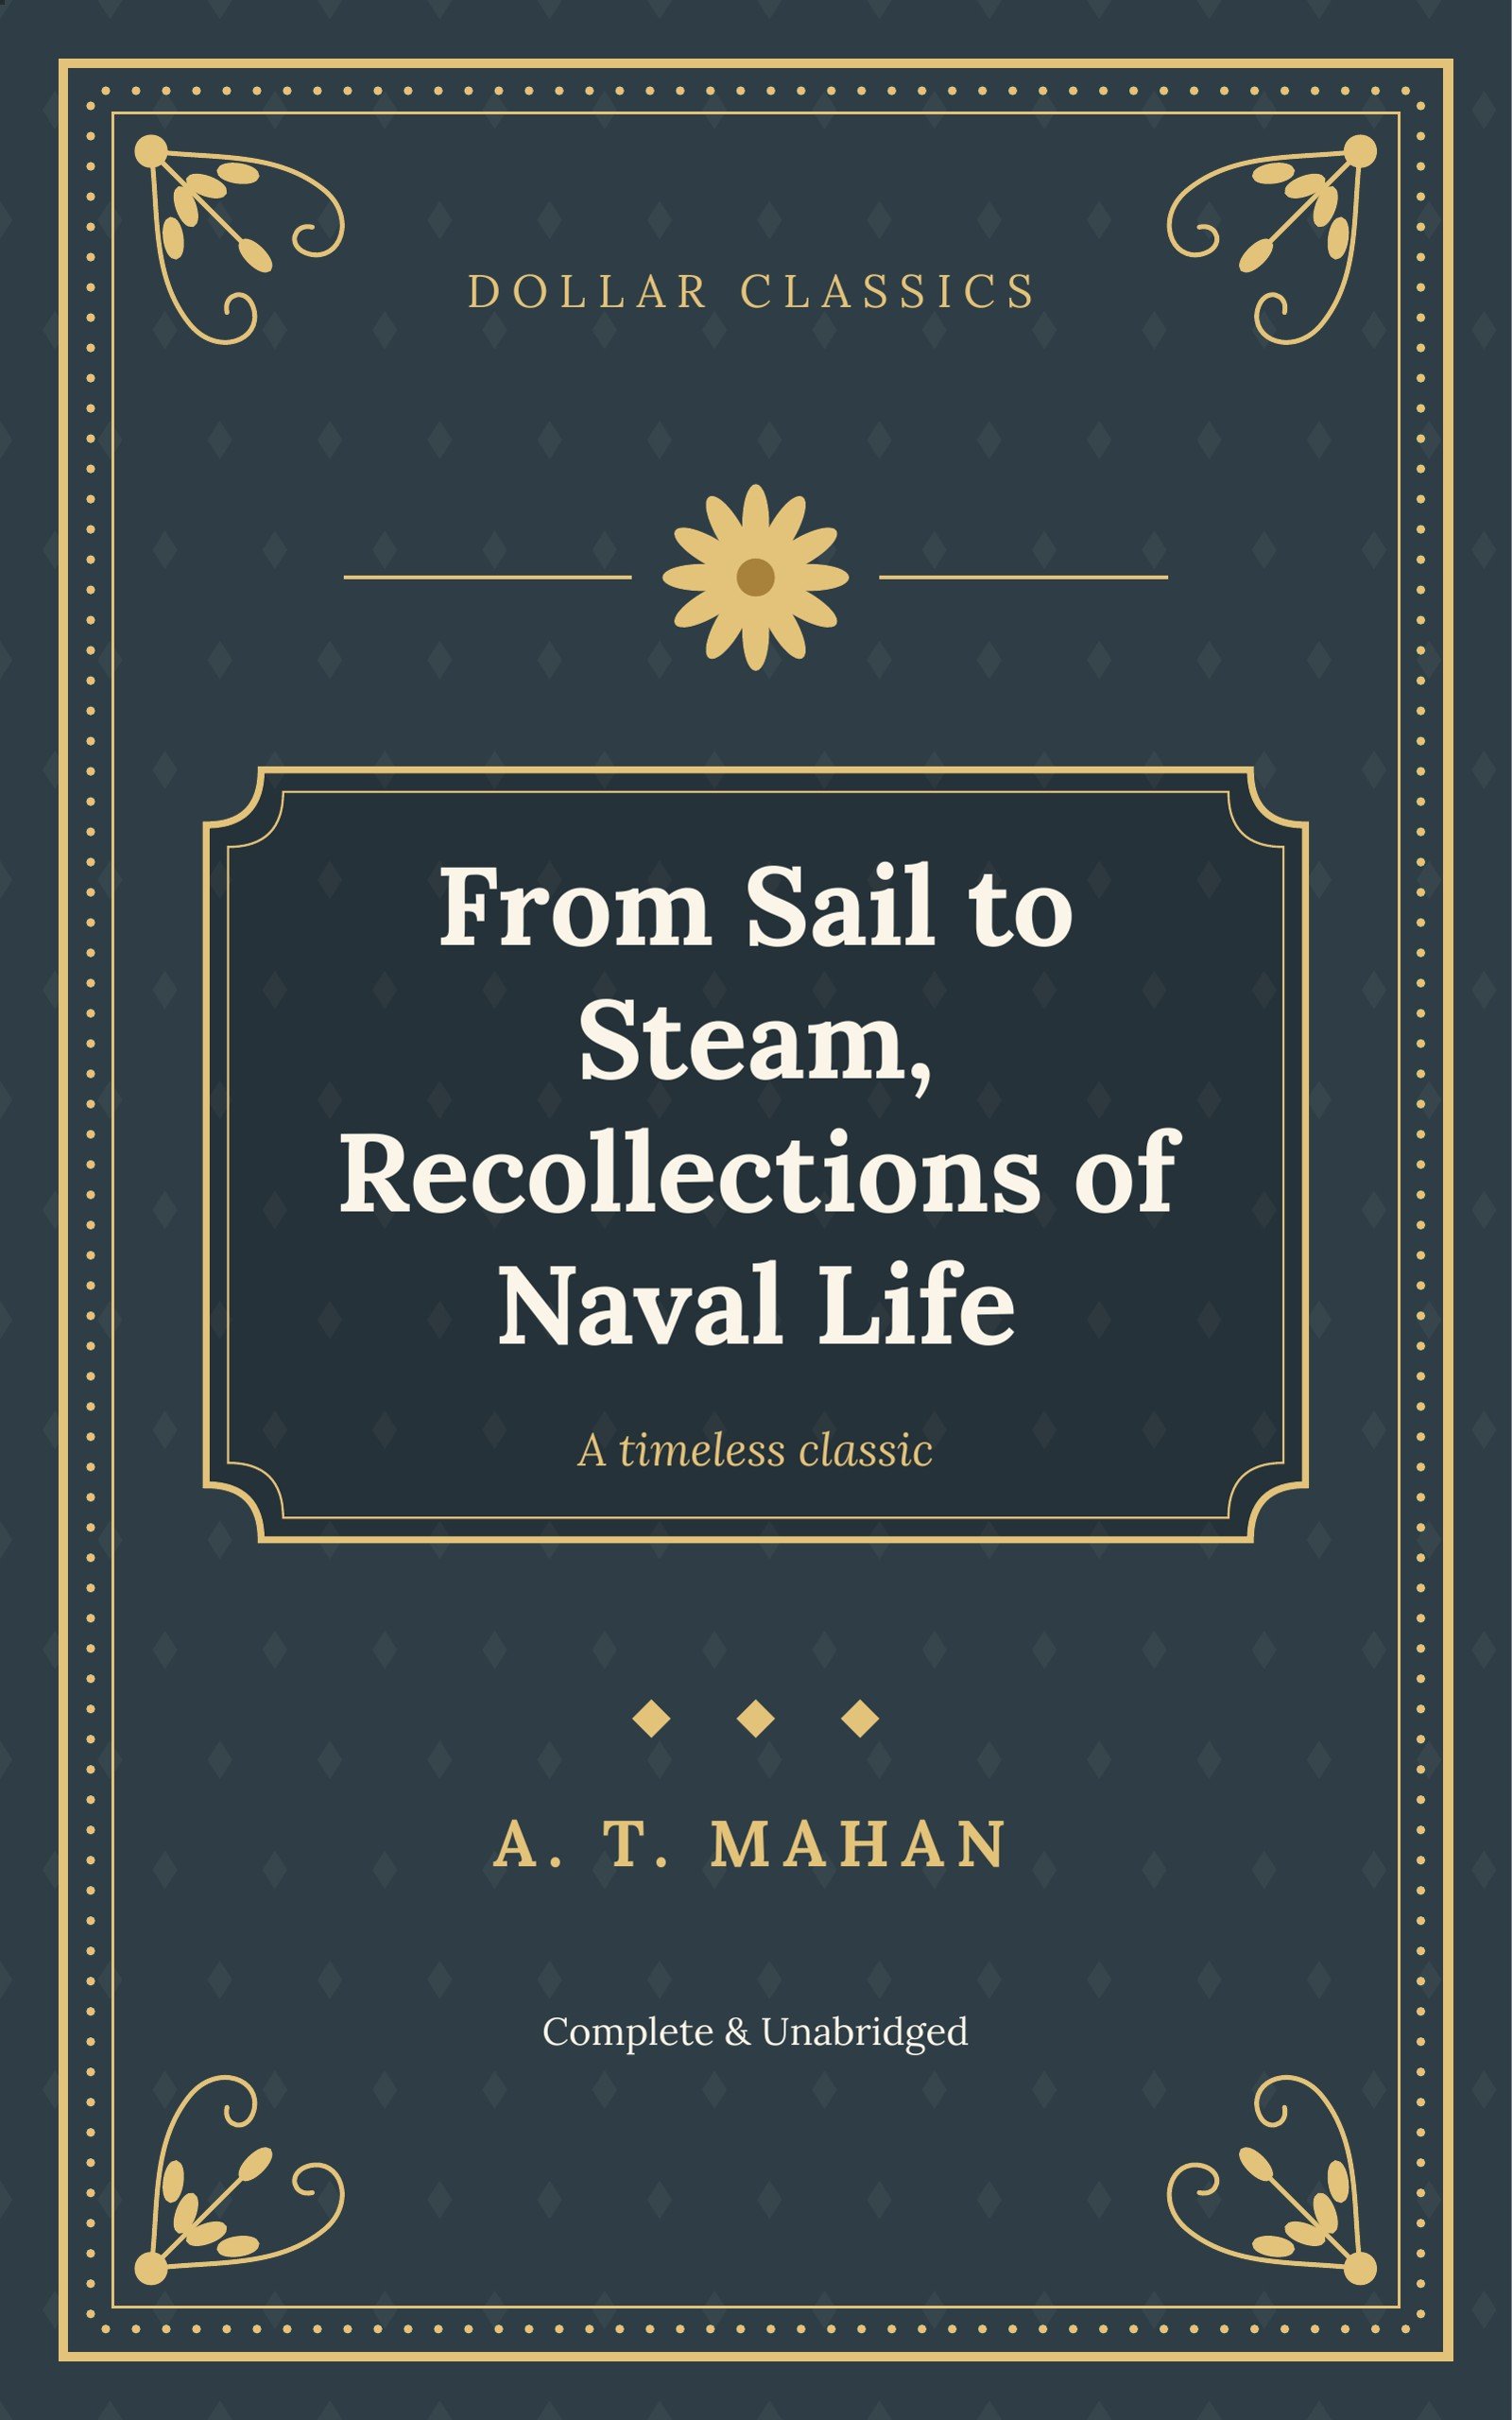 DOLLAR CLASSICS
From Sail to
Steam,
Recollections of
Naval Life
A timeless classic
A. T. MAHAN
Complete & Unabridged